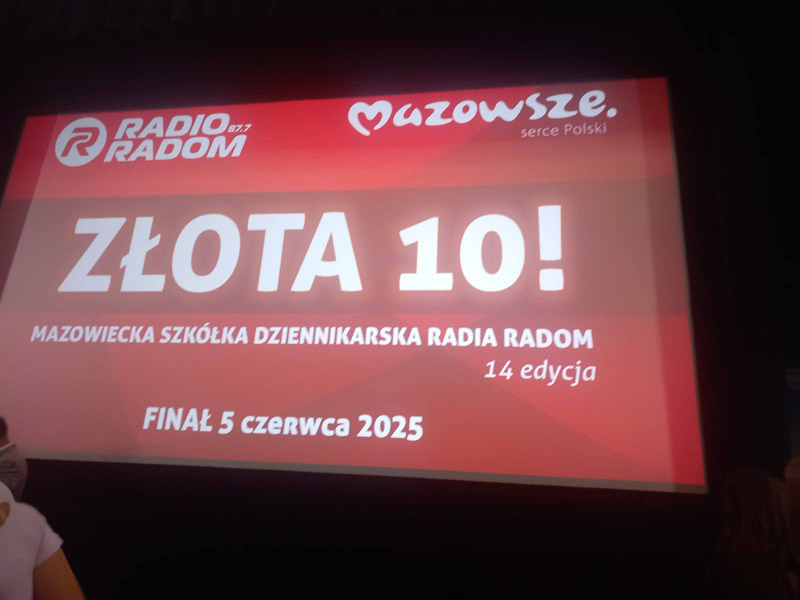 RADIO 87.7
RADOM
Mazowsze.
serce Polski
ZŁOTA 10!
MAZOWIECKA SZKÓŁKA DZIENNIKARSKA RADIA RADOM
14 edycja
FINAŁ 5 czerwca 2025